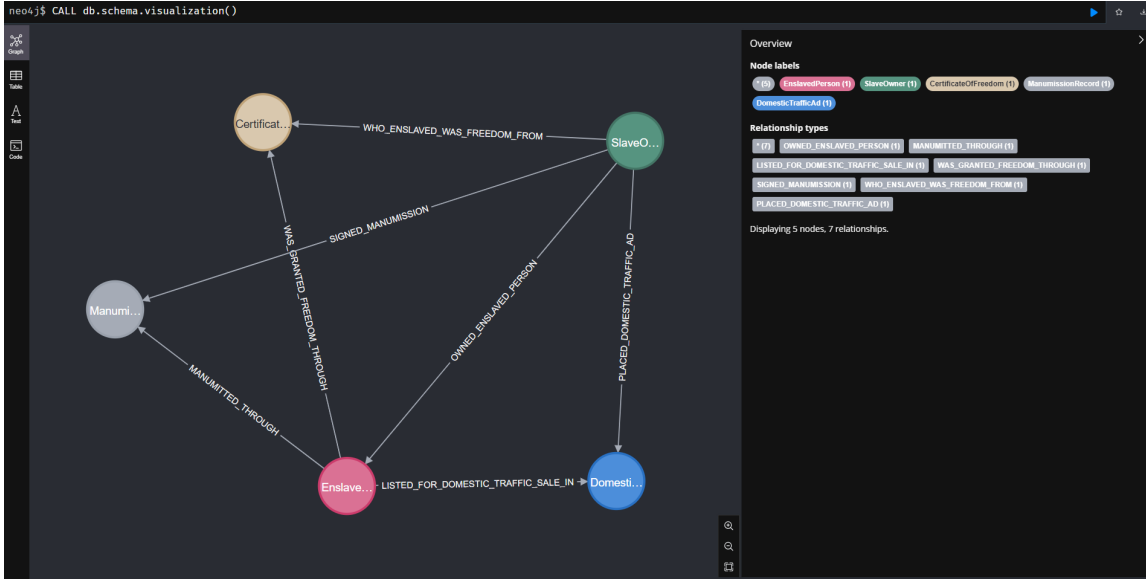 neo4j$ CALL db.schema.visualization()
Graph
Table
Text
Code
Certificat...
SlaveO...
Manumi...
Enslave...
Domesti...
WHO_ENSLAVED_WAS_FREEDOM_FROM
SIGNED_MANUMISSION
WAS_GRANTED_FREEDOM_THROUGH
OWNED_ENSLAVED_PERSON
PLACED_DOMESTIC_TRAFFIC_AD
MANUMITTED_THROUGH
LISTED_FOR_DOMESTIC_TRAFFIC_SALE_IN
Overview
Node labels
* (5) EnslavedPerson (1) SlaveOwner (1) CertificateOfFreedom (1) ManumissionRecord (1)
DomesticTrafficAd (1)
Relationship types
* (7) OWNED_ENSLAVED_PERSON (1) MANUMITTED_THROUGH (1)
LISTED_FOR_DOMESTIC_TRAFFIC_SALE_IN (1) WAS_GRANTED_FREEDOM_THROUGH (1)
SIGNED_MANUMISSION (1) WHO_ENSLAVED_WAS_FREEDOM_FROM (1)
PLACED_DOMESTIC_TRAFFIC_AD (1)
Displaying 5 nodes, 7 relationships.